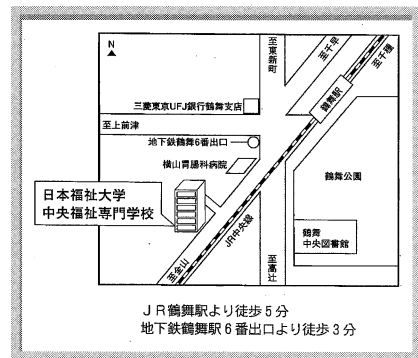 N
至東新町
至千早
至千種
三菱東京UFJ銀行鶴舞支店
鶴舞駅
至上前津
地下鉄鶴舞6番出口
横山胃腸科病院
鶴舞公園
日本福祉大学
中央福祉専門学校
JR中央線
鶴舞
中央図書館
至金山
至高辻
JR鶴舞駅より徒歩5分
地下鉄鶴舞駅6番出口より徒歩3分